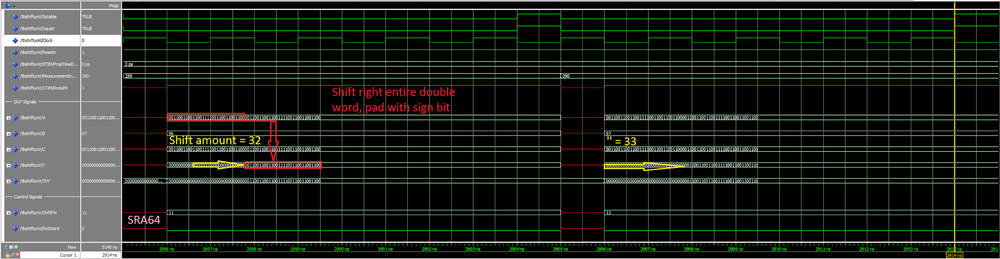 Msgs
/tbshiftunit/Sstable TRUE
/tbshiftunit/Squiet TRUE
/tbshiftunit/Clock 0
/tbshiftunit/Resetn 1
/tbshiftunit/STIM/PropTimeD... 0 ps 0 ps
/tbshiftunit/MeasurementIn... 290 289 290
/tbshiftunit/STIM/ResultV 1
Shift right entire double
word, pad with sign bit
DUT Signals
/tbshiftunit/A 00110011001100... 0011001100110011110011001100110000110011001100111100110011001100 0011001100110011110011001100110000110011001100111100110011001100
/tbshiftunit/B 97 96 97
Shift amount = 32 " = 33
/tbshiftunit/C 00110011001100... 0011001100110011110011001100110000110011001100111100110011001100 0011001100110011110011001100110000110011001100111100110011001100
/tbshiftunit/Y 00000000000000... 0000000000000000000000000000000000110011001100111100110011001100 0000000000000000000000000000000000011001100110011110011001100110
/tbshiftunit/TbY 00000000000000... 00000000000000... 0000000000000000000000000000000000110011001100111100110011001100 0000000000000000000000000000000000011001100110011110011001100110
Control Signals
/tbshiftunit/ShiftFN 11 11 11
SRA64
/tbshiftunit/ExtWord 0
Now 5140 ns 2896 ns 2897 ns 2898 ns 2899 ns 2900 ns 2901 ns 2902 ns 2903 ns 2904 ns 2905 ns 2906 ns 2907 ns 2908 ns 2909 ns 2910 ns 2911 ns 2912 ns 2913 ns 2914 ns 291
Cursor 1 2914 ns 2914 ns